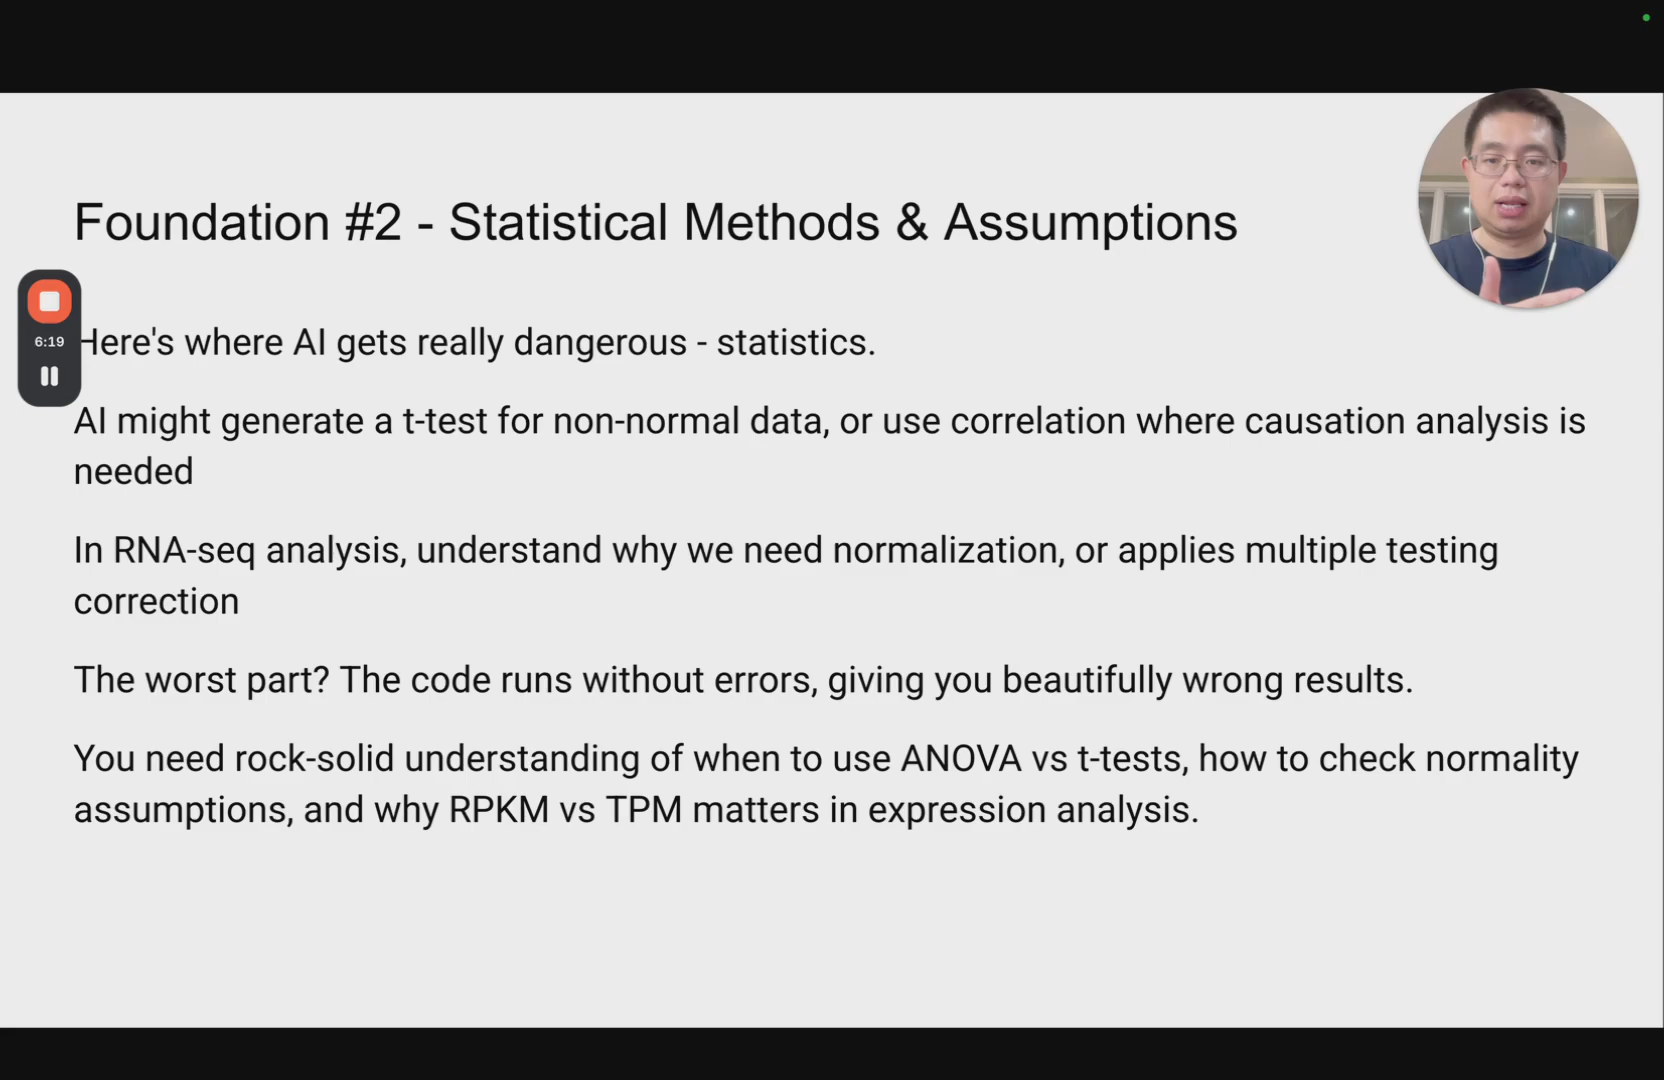 Foundation #2 - Statistical Methods & Assumptions
6:19
Here's where AI gets really dangerous - statistics.
AI might generate a t-test for non-normal data, or use correlation where causation analysis is
needed
In RNA-seq analysis, understand why we need normalization, or applies multiple testing
correction
The worst part? The code runs without errors, giving you beautifully wrong results.
You need rock-solid understanding of when to use ANOVA vs t-tests, how to check normality
assumptions, and why RPKM vs TPM matters in expression analysis.